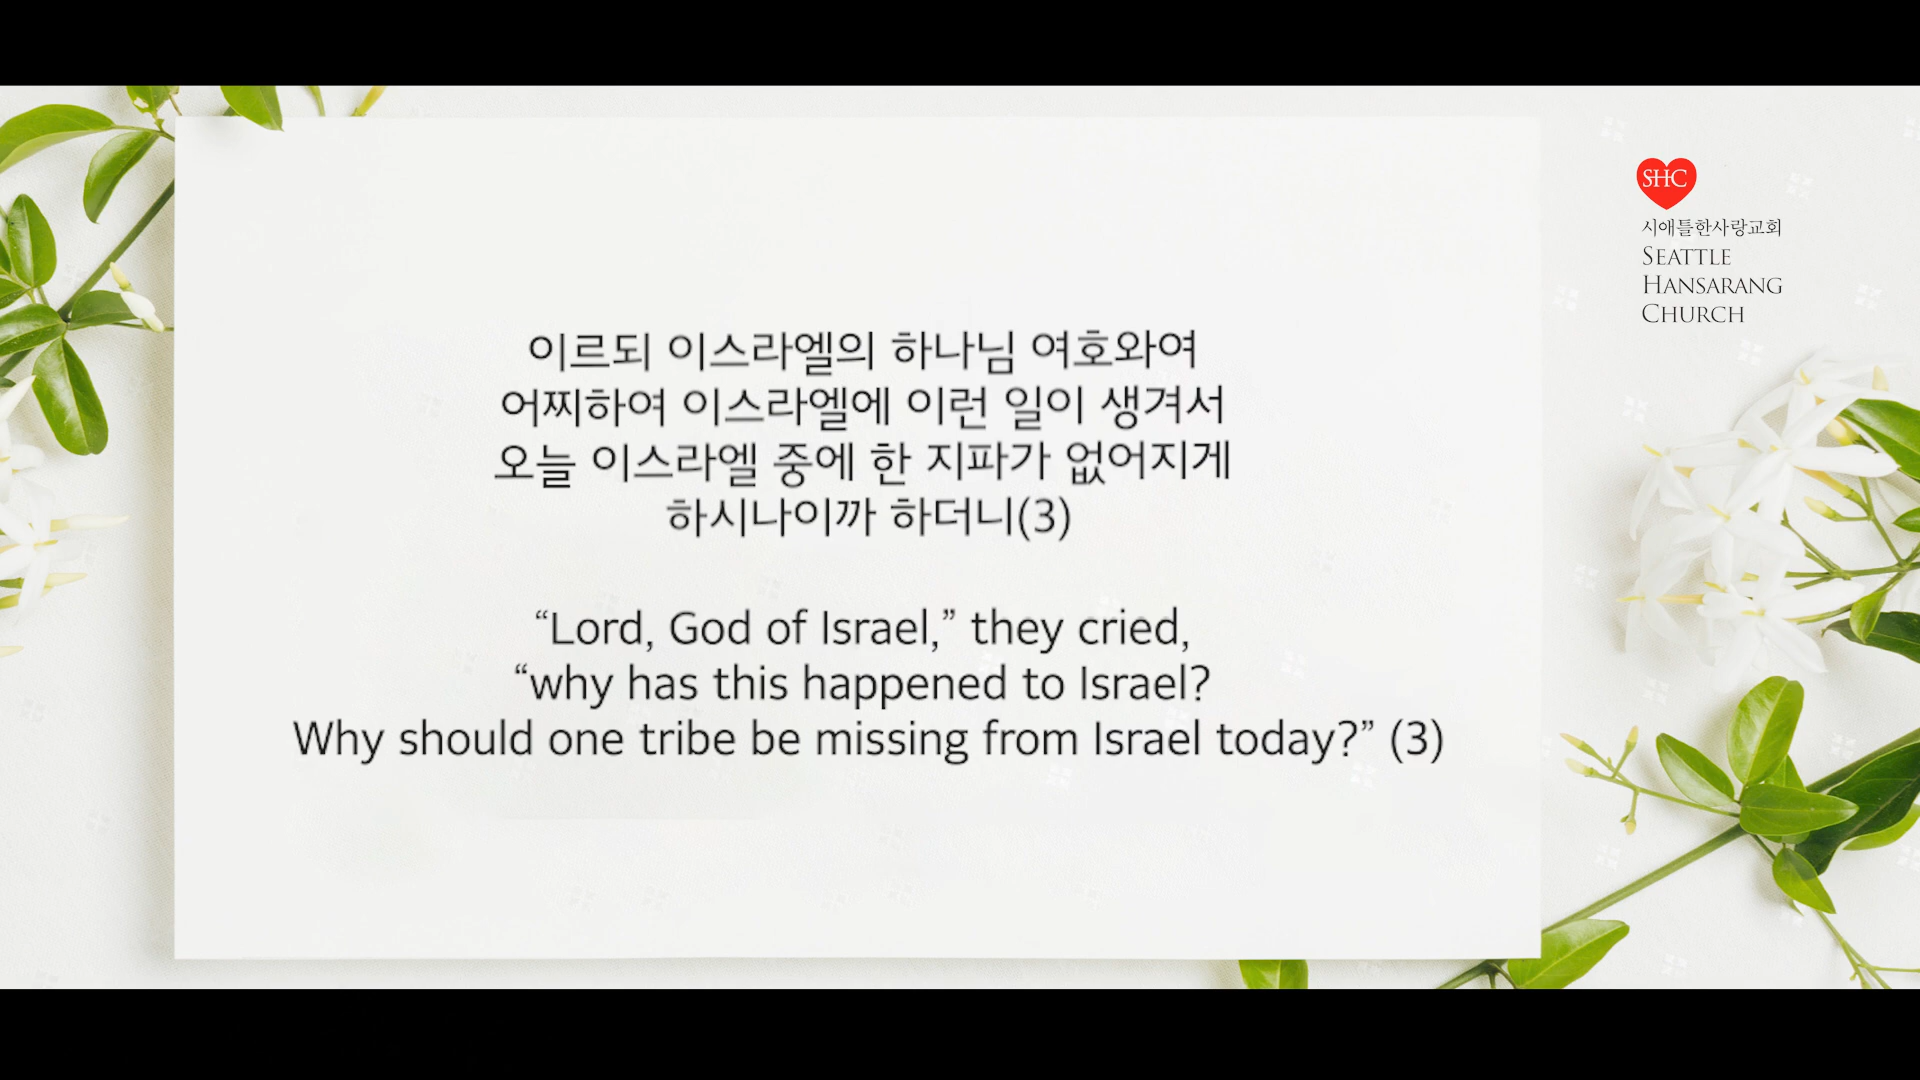 SHC
시애틀한사랑교회
SEATTLE
HANSARANG
CHURCH
이르되 이스라엘의 하나님 여호와여
어찌하여 이스라엘에 이런 일이 생겨서
오늘 이스라엘 중에 한 지파가 없어지게
하시나이까 하더니(3)
“Lord, God of Israel,” they cried,
“why has this happened to Israel?
Why should one tribe be missing from Israel today?” (3)